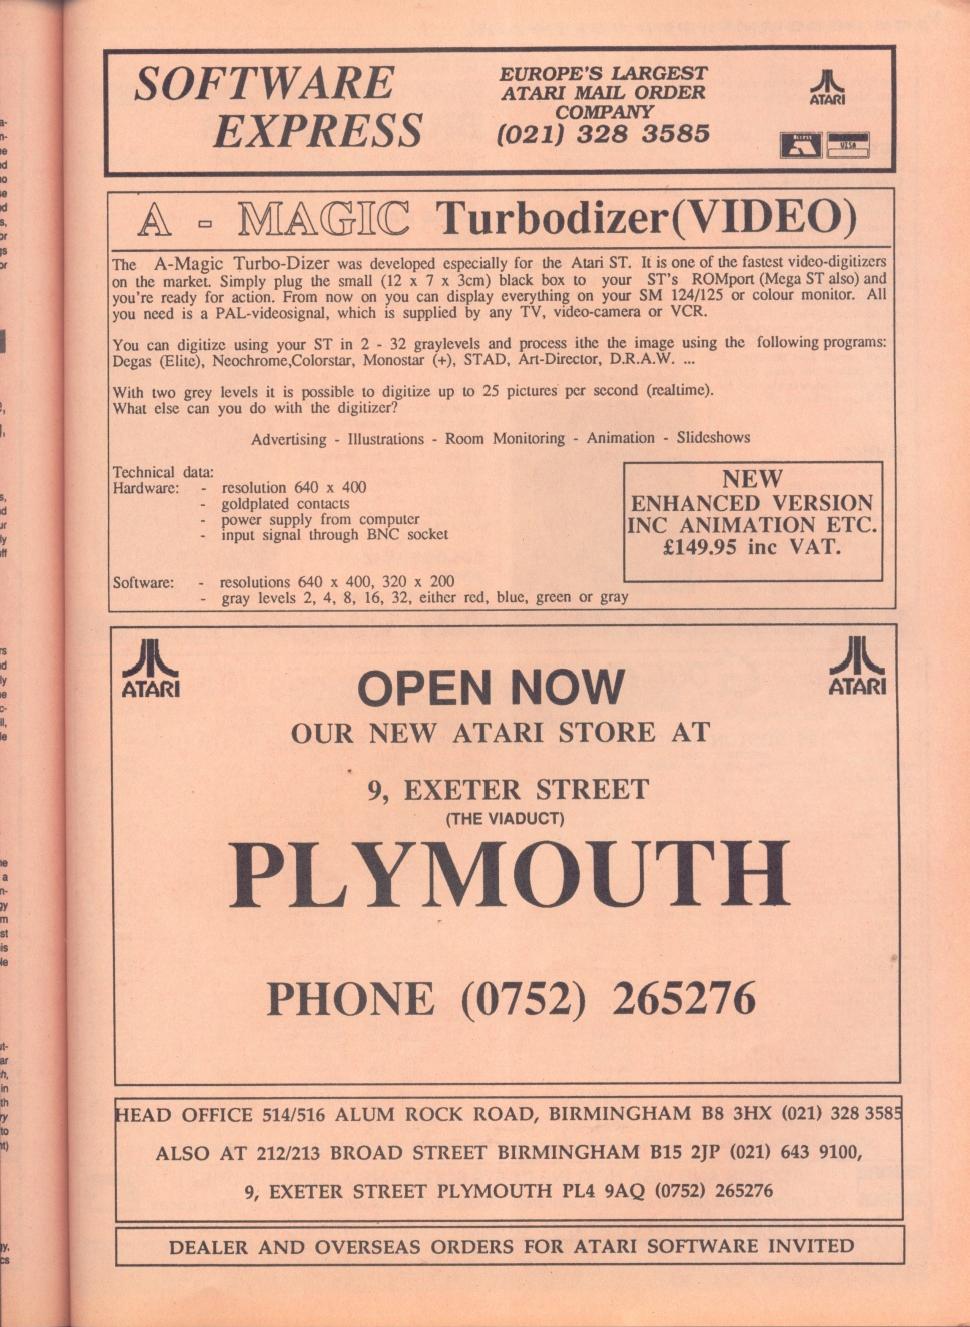 SOFTWARE
EXPRESS
EUROPE'S LARGEST
ATARI MAIL ORDER
COMPANY
(021) 328 3585
ATARI
Access
VISA
A - MAGIC Turbodizer(VIDEO)
The A-Magic Turbo-Dizer was developed especially for the Atari ST. It is one of the fastest video-digitizers
on the market. Simply plug the small (12 x 7 x 3cm) black box to your ST's ROMport (Mega ST also) and
you're ready for action. From now on you can display everything on your SM 124/125 or colour monitor. All
you need is a PAL-videosignal, which is supplied by any TV, video-camera or VCR.
You can digitize using your ST in 2 - 32 graylevels and process ithe the image using the following programs:
Degas (Elite), Neochrome,Colorstar, Monostar (+), STAD, Art-Director, D.R.A.W. ...
With two grey levels it is possible to digitize up to 25 pictures per second (realtime).
What else can you do with the digitizer?
Advertising - Illustrations - Room Monitoring - Animation - Slideshows
Technical data:
Hardware: - resolution 640 x 400
- goldplated contacts
- power supply from computer
- input signal through BNC socket
NEW
ENHANCED VERSION
INC ANIMATION ETC.
£149.95 inc VAT.
Software: - resolutions 640 x 400, 320 x 200
- gray levels 2, 4, 8, 16, 32, either red, blue, green or gray
ATARI
ATARI
OPEN NOW
OUR NEW ATARI STORE AT
9, EXETER STREET
(THE VIADUCT)
PLYMOUTH
PHONE (0752) 265276
HEAD OFFICE 514/516 ALUM ROCK ROAD, BIRMINGHAM B8 3HX (021) 328 3585
ALSO AT 212/213 BROAD STREET BIRMINGHAM B15 2JP (021) 643 9100,
9, EXETER STREET PLYMOUTH PL4 9AQ (0752) 265276
DEALER AND OVERSEAS ORDERS FOR ATARI SOFTWARE INVITED